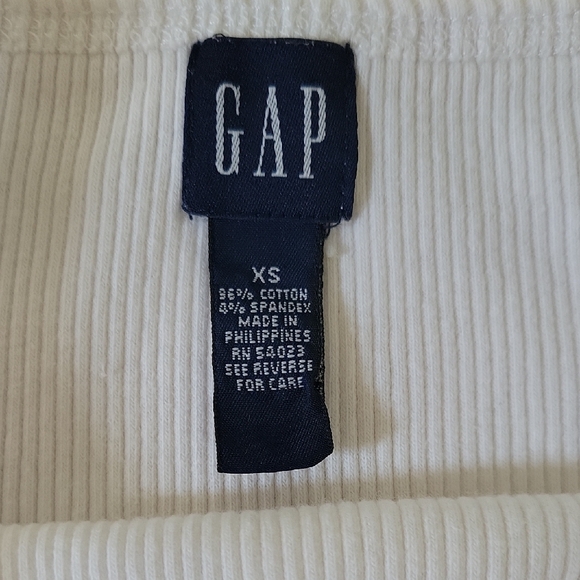 GAP
XS
96% COTTON
4% SPANDEX
MADE IN
PHILIPPINES
RN 54023
SEE REVERSE
FOR CARE